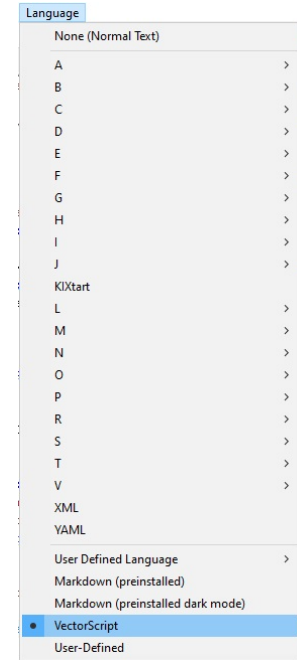 Language
None (Normal Text)
A
B
C
D
E
F
G
H
I
J
KIXtart
L
M
N
O
P
R
S
T
V
XML
YAML
User Defined Language
Markdown (preinstalled)
Markdown (preinstalled dark mode)
VectorScript
User-Defined